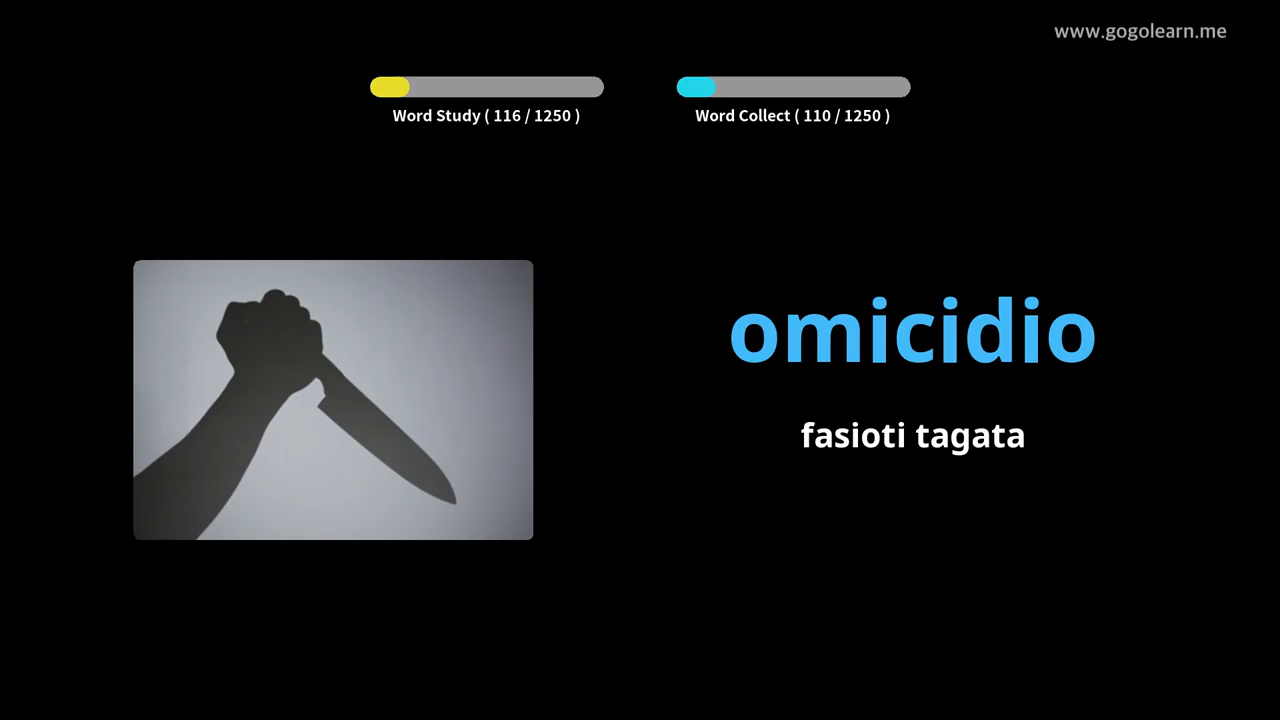 www.gogolearn.me
Word Study ( 116 / 1250 )
Word Collect ( 110 / 1250 )
omicidio
fasioti tagata